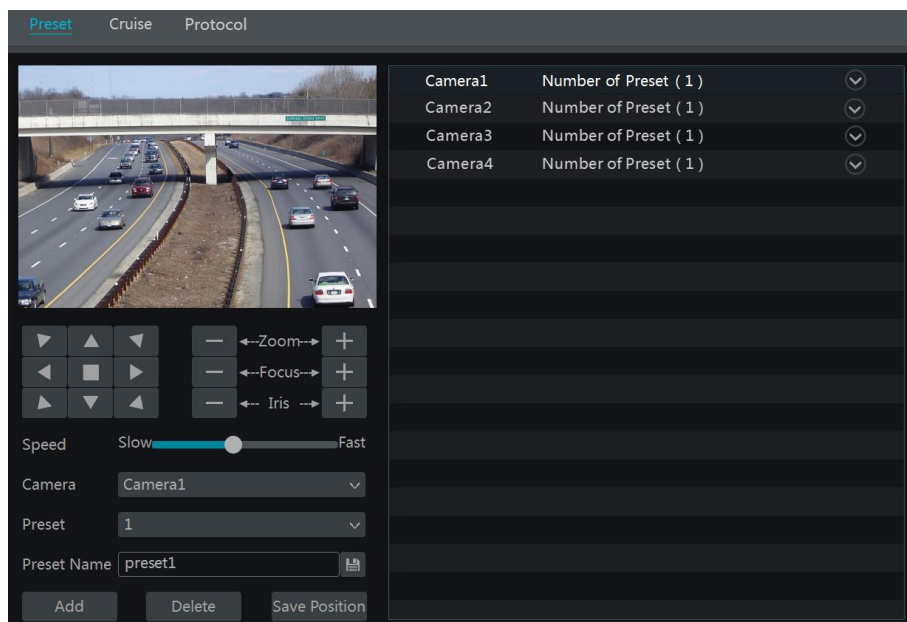 Preset Cruise Protocol
Camera1 Number of Preset ( 1 )
Camera2 Number of Preset ( 1 )
Camera3 Number of Preset ( 1 )
Camera4 Number of Preset ( 1 )
Zoom
Focus
Iris
Speed Slow Fast
Camera Camera1
Preset 1
Preset Name preset1
Add Delete Save Position